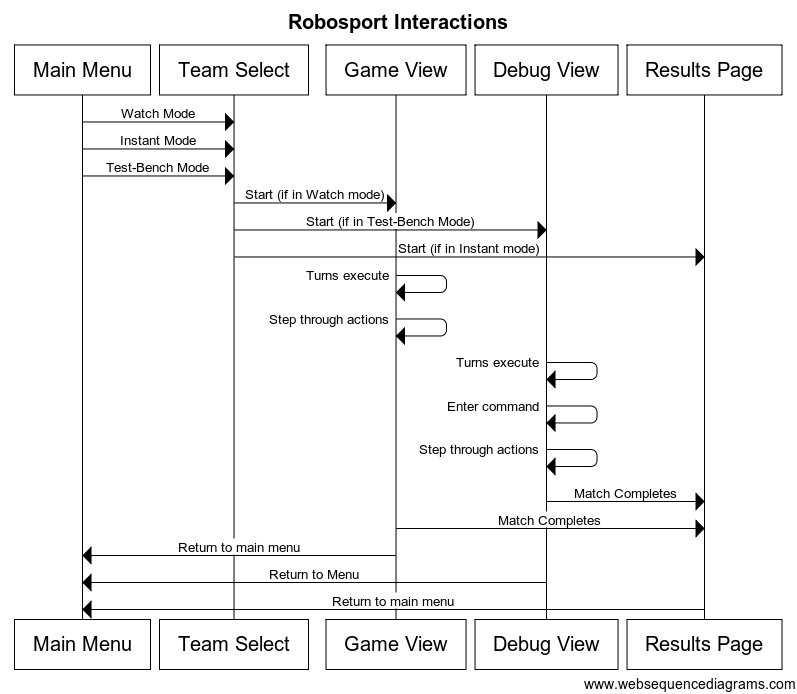 Robosport Interactions
Main Menu
Team Select
Game View
Debug View
Results Page
Watch Mode
Instant Mode
Test-Bench Mode
Start (if in Watch mode)
Start (if in Test-Bench Mode)
Start (if in Instant mode)
Turns execute
Step through actions
Turns execute
Enter command
Step through actions
Match Completes
Match Completes
Return to main menu
Return to Menu
Return to main menu
Main Menu
Team Select
Game View
Debug View
Results Page
www.websequencediagrams.com